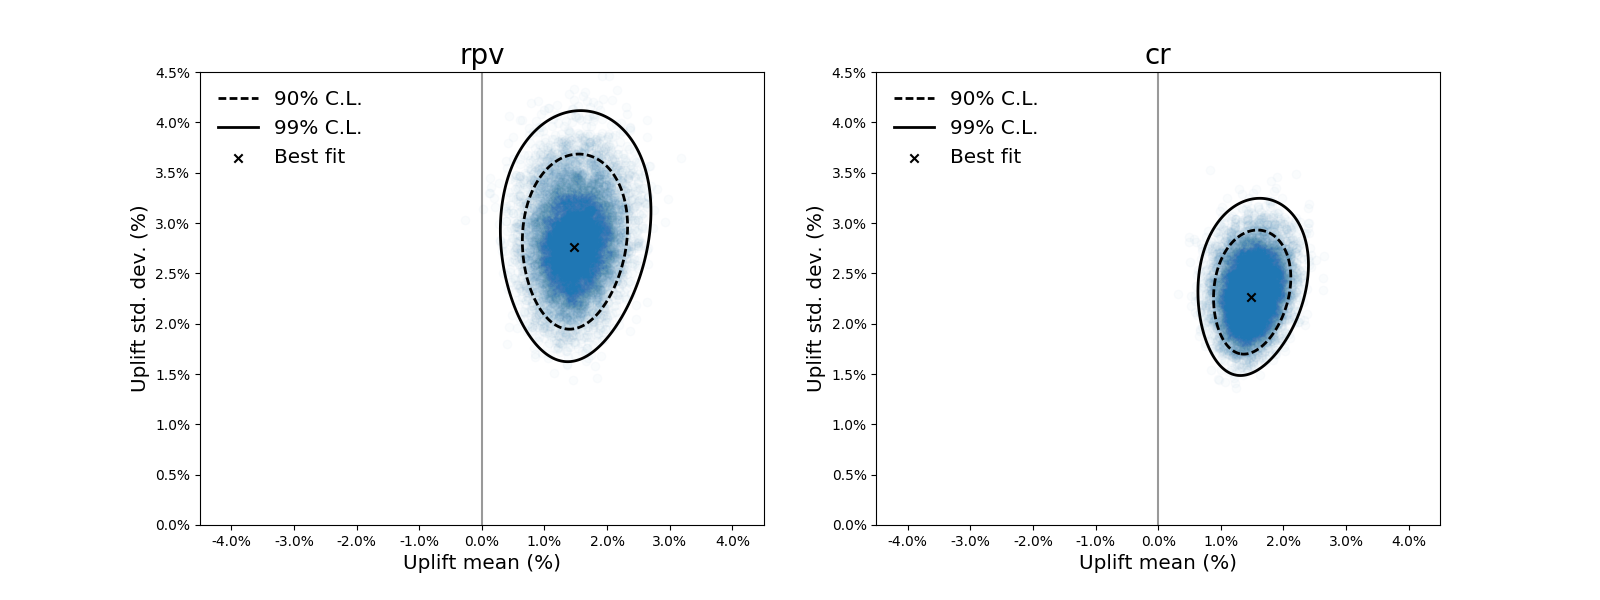 rpv
4.5%
4.0%
3.5%
3.0%
2.5%
2.0%
1.5%
1.0%
0.5%
0.0%
Uplift std. dev. (%)
90% C.L.
99% C.L.
Best fit
-4.0% -3.0% -2.0% -1.0% 0.0% 1.0% 2.0% 3.0% 4.0%
Uplift mean (%)
cr
4.5%
4.0%
3.5%
3.0%
2.5%
2.0%
1.5%
1.0%
0.5%
0.0%
Uplift std. dev. (%)
90% C.L.
99% C.L.
Best fit
-4.0% -3.0% -2.0% -1.0% 0.0% 1.0% 2.0% 3.0% 4.0%
Uplift mean (%)